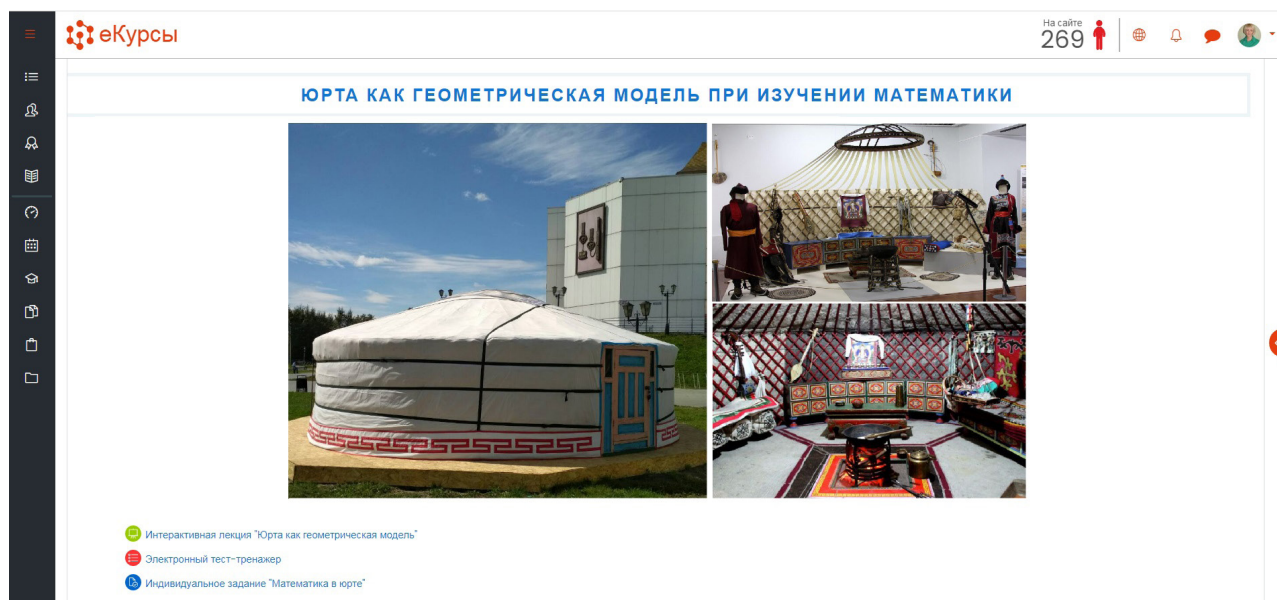 еКурсы
На сайте
269
ЮРТА КАК ГЕОМЕТРИЧЕСКАЯ МОДЕЛЬ ПРИ ИЗУЧЕНИИ МАТЕМАТИКИ
Интерактивная лекция "Юрта как геометрическая модель"
Электронный тест-тренажер
Индивидуальное задание "Математика в юрте"